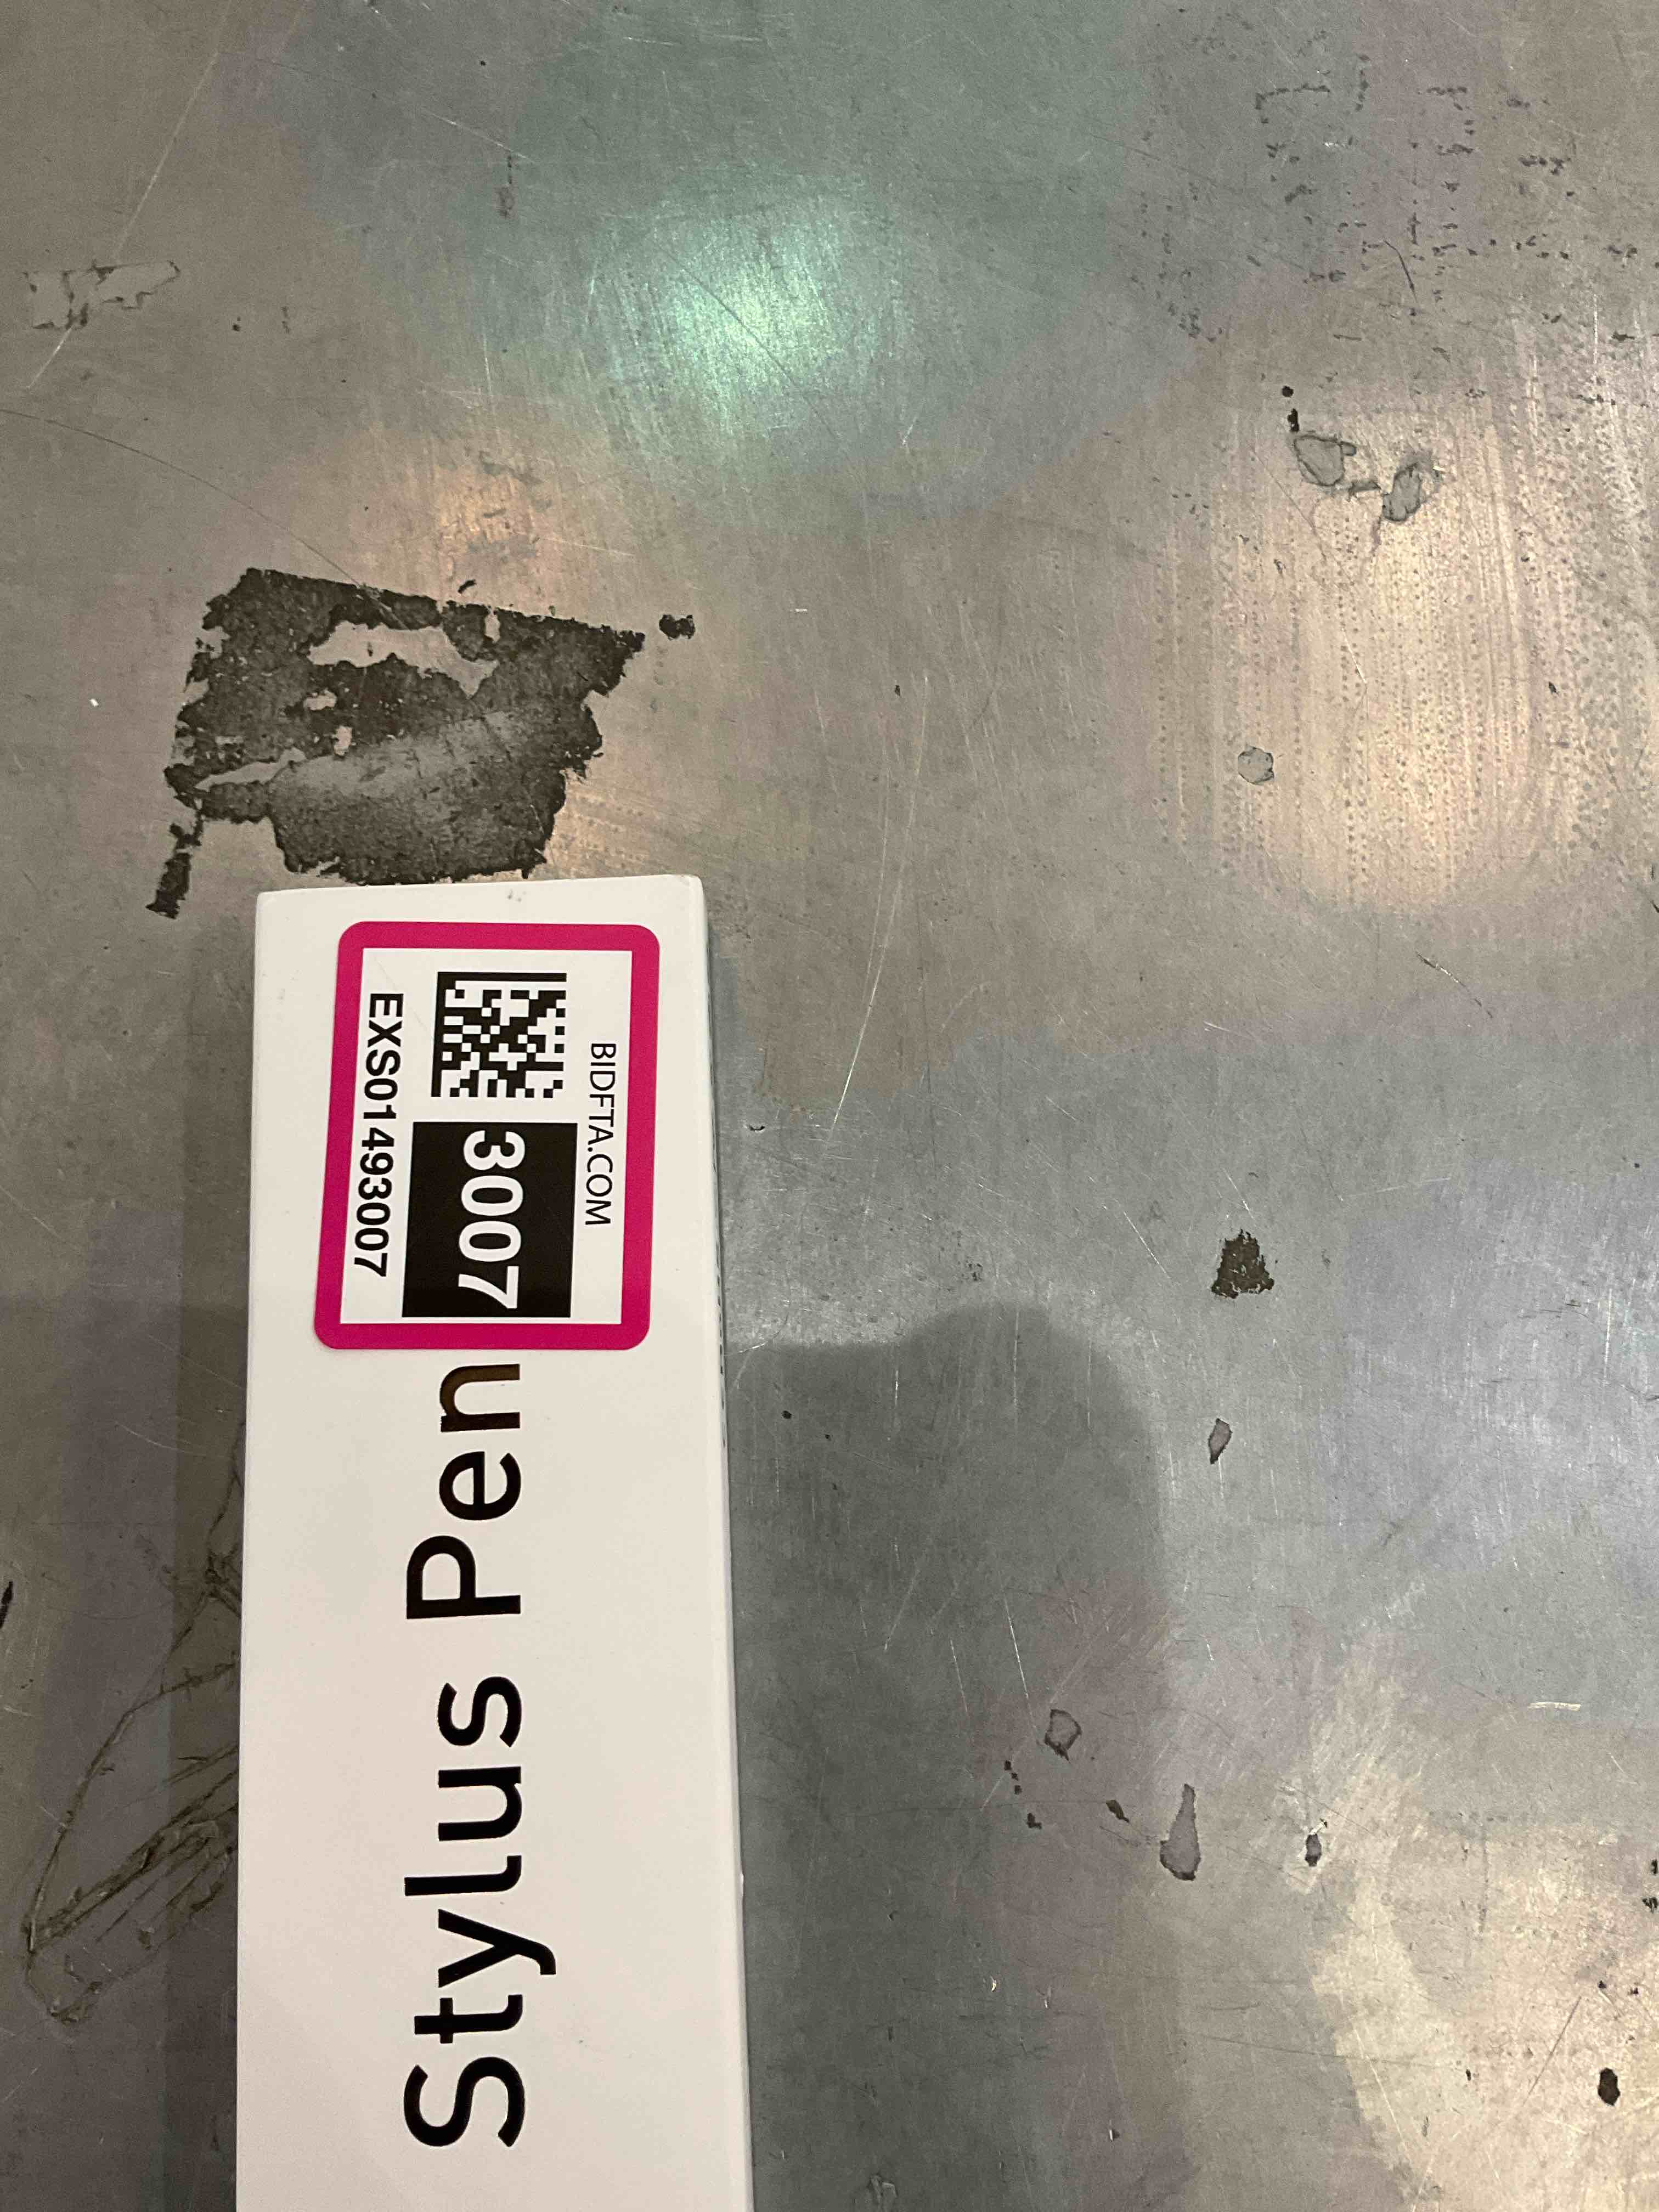 BIDFTA.COM
3007
EXS01493007
Stylus Pen